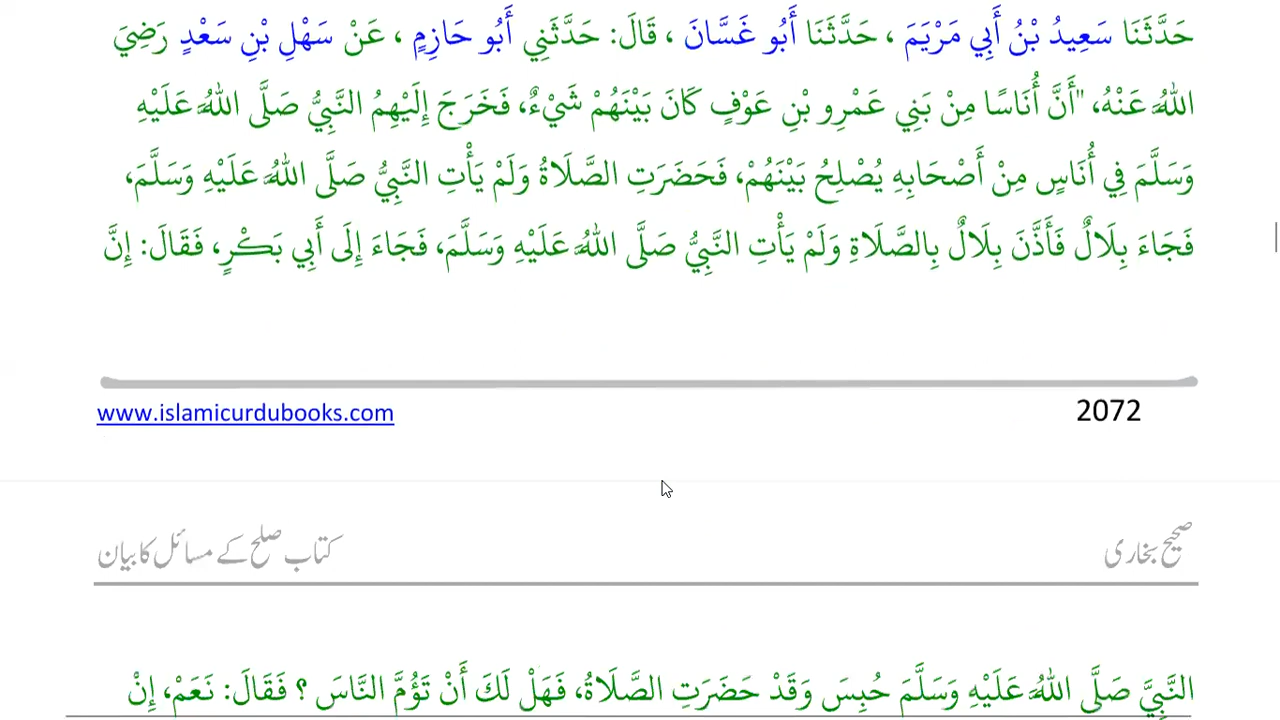 حَدَّثَنَا سَعِيدُ بْنُ أَبِي مَرْيَمَ ، حَدَّثَنَا أَبُو غَسَّانَ ، قَالَ: حَدَّثَنِي أَبُو حَازِمٍ ، عَنْ سَهْلِ بْنِ سَعْدٍ رَضِيَ
اللَّهُ عَنْهُ، "أَنَّ أُنَاسًا مِنْ بَنِي عَمْرِو بْنِ عَوْفٍ كَانَ بَيْنَهُمْ شَيْءٌ، فَخَرَجَ إِلَيْهِمُ النَّبِيُّ صَلَّى اللَّهُ عَلَيْهِ
وَسَلَّمَ فِي أُنَاسٍ مِنْ أَصْحَابِهِ يُصْلِحُ بَيْنَهُمْ، فَحَضَرَتِ الصَّلَاةُ وَلَمْ يَأْتِ النَّبِيُّ صَلَّى اللَّهُ عَلَيْهِ وَسَلَّمَ،
فَجَاءَ بِلَالٌ فَأَذَّنَ بِلَالٌ بِالصَّلَاةِ وَلَمْ يَأْتِ النَّبِيُّ صَلَّى اللَّهُ عَلَيْهِ وَسَلَّمَ، فَجَاءَ إِلَى أَبِي بَكْرٍ، فَقَالَ: إِنَّ
www.islamicurdubooks.com 2072
صحیح بخاری کتاب صلح کے مسائل کا بیان
النَّبِيَّ صَلَّى اللَّهُ عَلَيْهِ وَسَلَّمَ حُبِسَ وَقَدْ حَضَرَتِ الصَّلَاةُ، فَهَلْ لَكَ أَنْ تَؤُمَّ النَّاسَ ؟ فَقَالَ: نَعَمْ، إِنْ